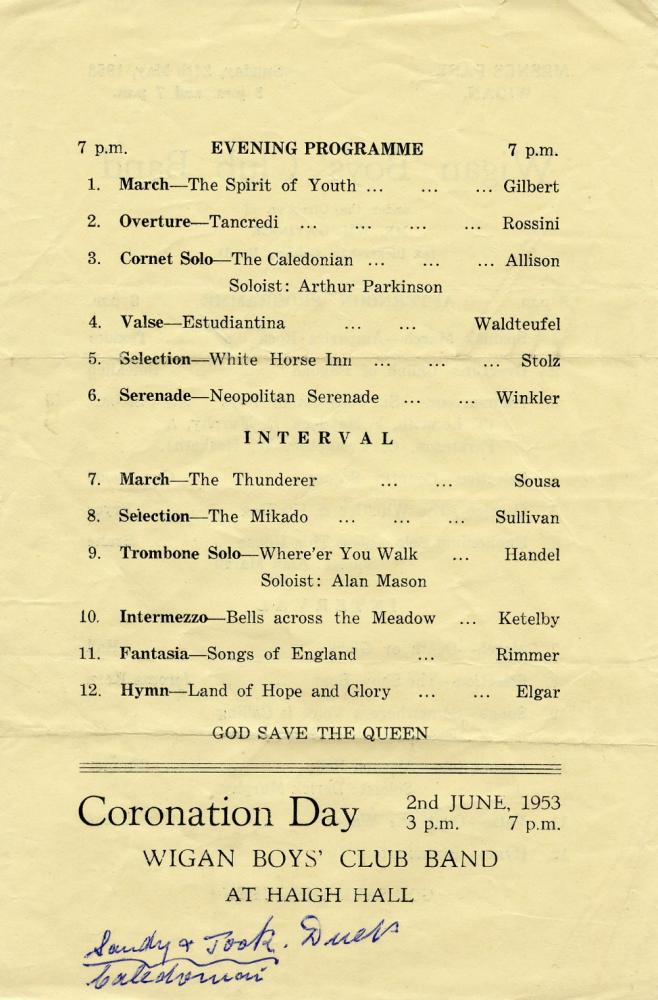 7 p.m. EVENING PROGRAMME 7 p.m.
1. March—The Spirit of Youth ... ... ... Gilbert
2. Overture—Tancredi ... ... ... ... Rossini
3. Cornet Solo—The Caledonian ... ... ... Allison
Soloist: Arthur Parkinson
4. Valse—Estudiantina ... ... Waldteufel
5. Selection—White Horse Inn ... ... ... Stolz
6. Serenade—Neopolitan Serenade ... ... Winkler
INTERVAL
7. March—The Thunderer ... ... Sousa
8. Selection—The Mikado ... ... ... Sullivan
9. Trombone Solo—Where'er You Walk ... Handel
Soloist: Alan Mason
10. Intermezzo—Bells across the Meadow ... Ketelby
11. Fantasia—Songs of England ... Rimmer
12. Hymn—Land of Hope and Glory ... ... Elgar
GOD SAVE THE QUEEN
Coronation Day 2nd JUNE, 1953
3 p.m. 7 p.m.
WIGAN BOYS' CLUB BAND
AT HAIGH HALL
Sandy & Jock. Duet
Caledonian